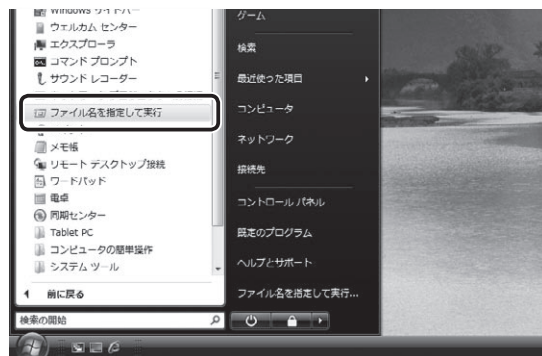 Windows サイドバー
ウェルカム センター
エクスプローラ
コマンド プロンプト
サウンド レコーダー
ファイル名を指定して実行
メモ帳
リモート デスクトップ接続
ワードパッド
電卓
同期センター
Tablet PC
コンピュータの簡単操作
システム ツール
前に戻る
検索の開始
ゲーム
検索
最近使った項目
コンピュータ
ネットワーク
接続先
コントロール パネル
既定のプログラム
ヘルプとサポート
ファイル名を指定して実行...